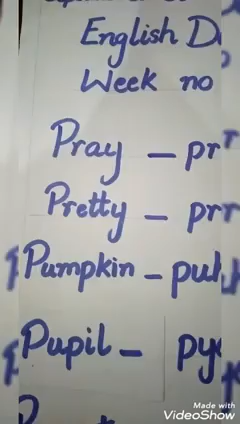 English D
Week no
Pray – pr
Pretty – pr
Pumpkin – pu
Pupil – py
Made with
VideoShow